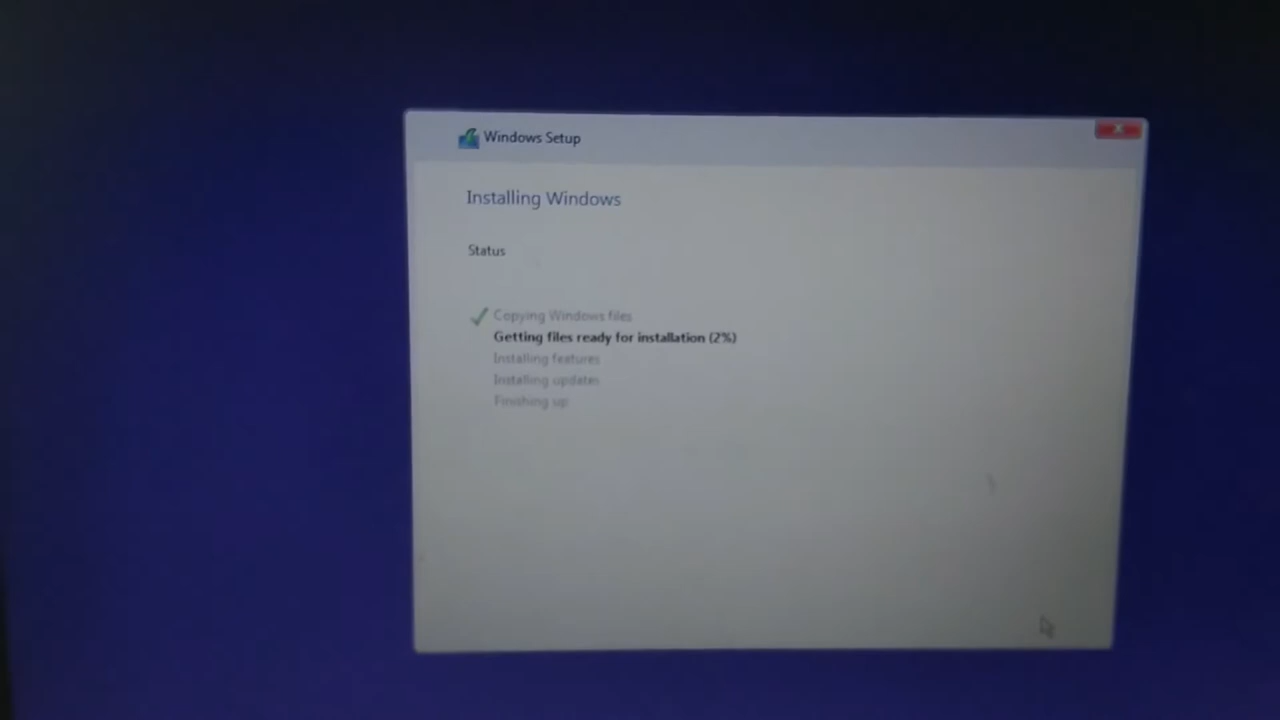 Windows Setup
Installing Windows
Status
Copying Windows files
Getting files ready for installation (2%)
Installing features
Installing updates
Finishing up